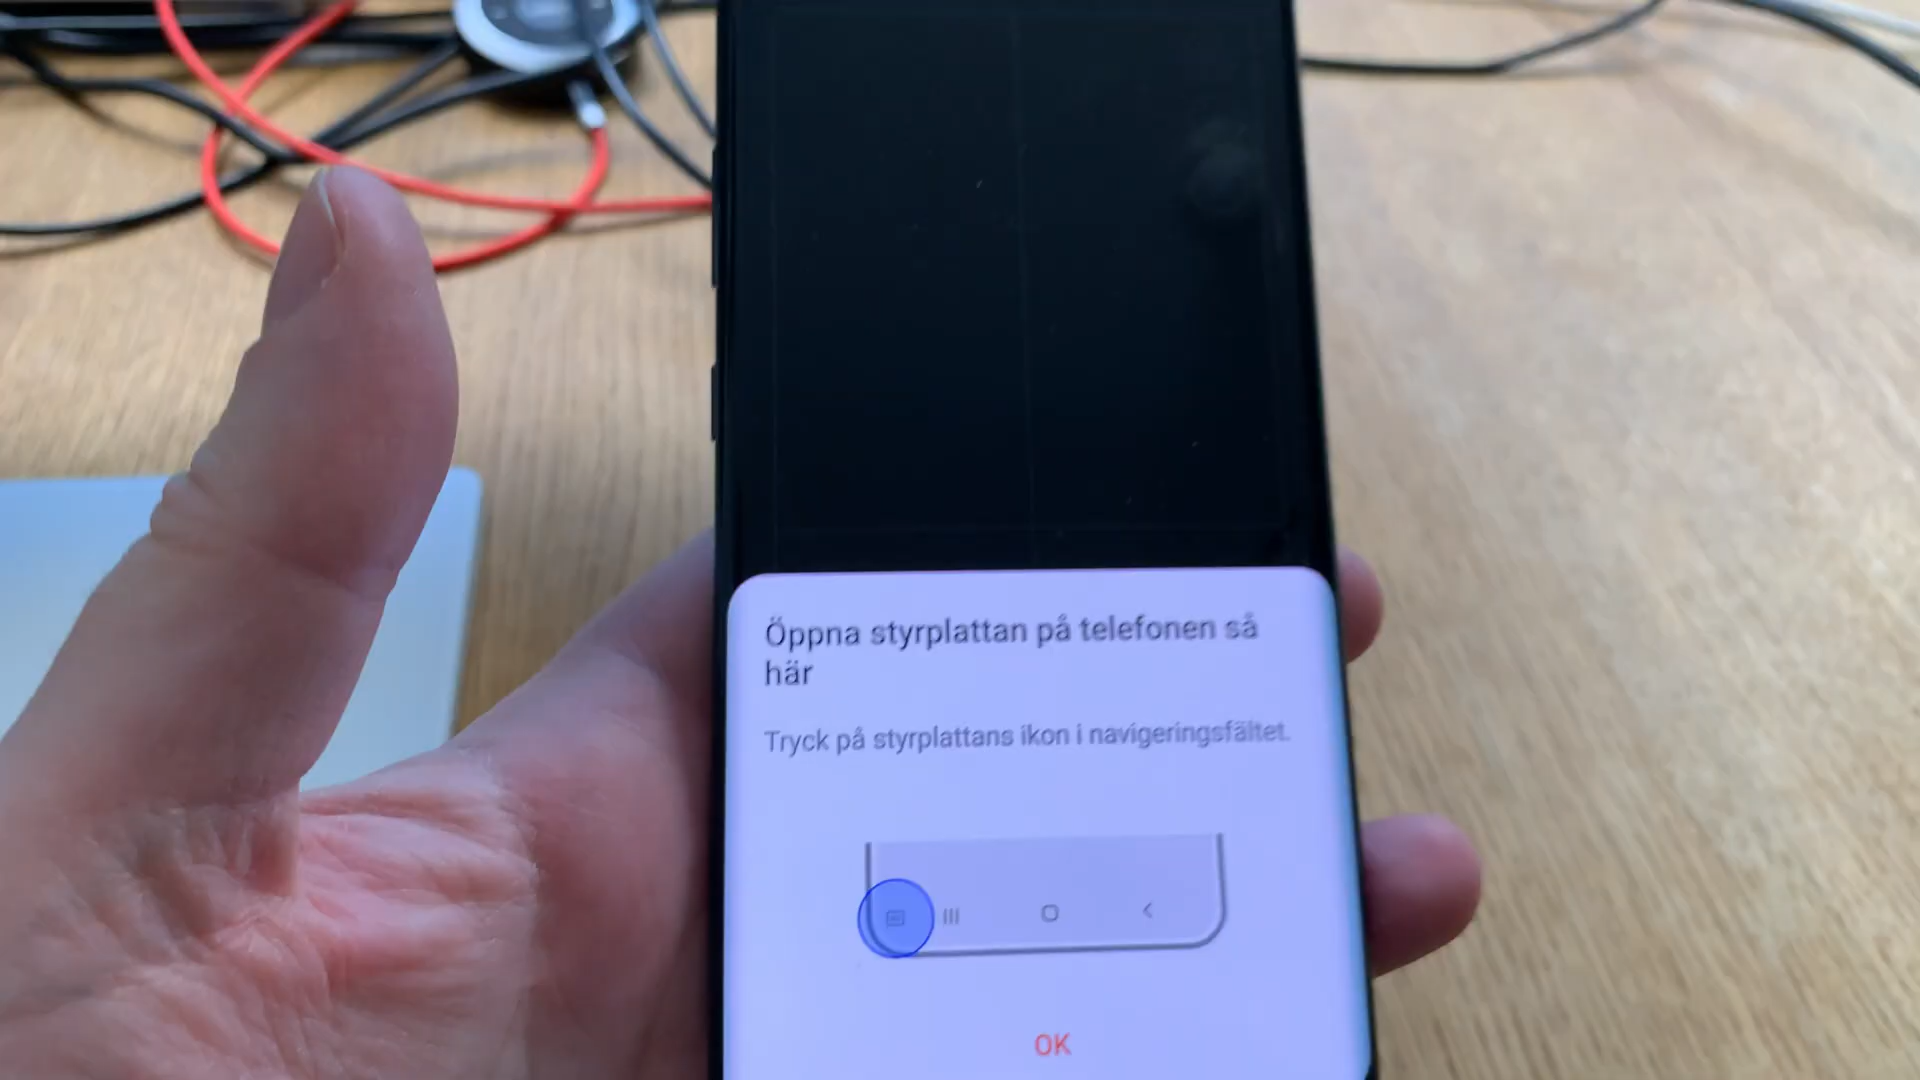 Öppna styrplattan på telefonen så
här
Tryck på styrplattans ikon i navigeringsfältet.
OK